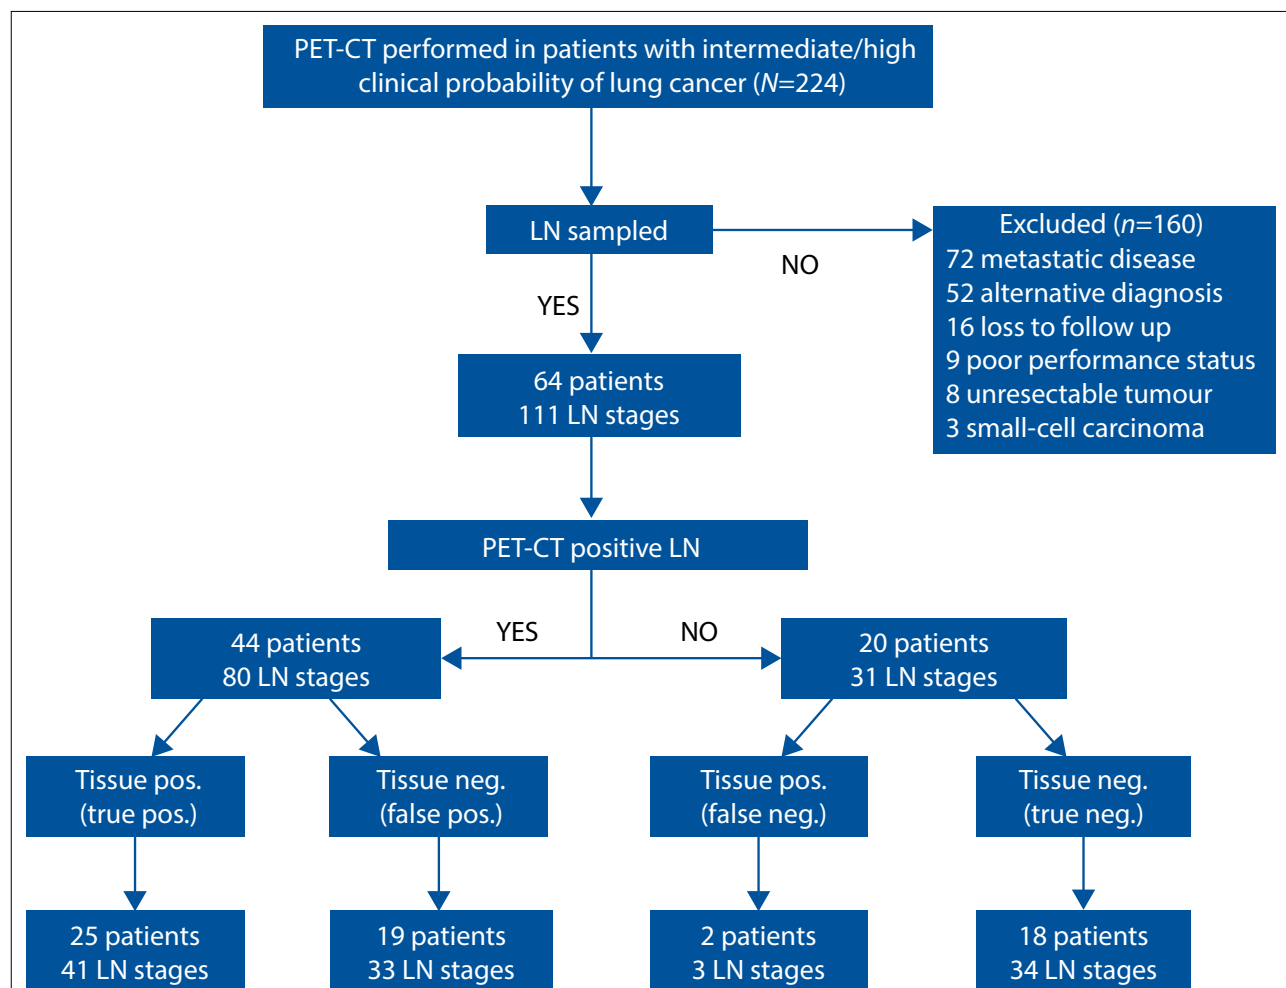 PET-CT performed in patients with intermediate/high
clinical probability of lung cancer (N=224)
LN sampled
NO
Excluded (n=160)
72 metastatic disease
52 alternative diagnosis
16 loss to follow up
9 poor performance status
8 unresectable tumour
3 small-cell carcinoma
YES
64 patients
111 LN stages
PET-CT positive LN
YES
NO
44 patients
80 LN stages
20 patients
31 LN stages
Tissue pos.
(true pos.)
Tissue neg.
(false pos.)
Tissue pos.
(false neg.)
Tissue neg.
(true neg.)
25 patients
41 LN stages
19 patients
33 LN stages
2 patients
3 LN stages
18 patients
34 LN stages